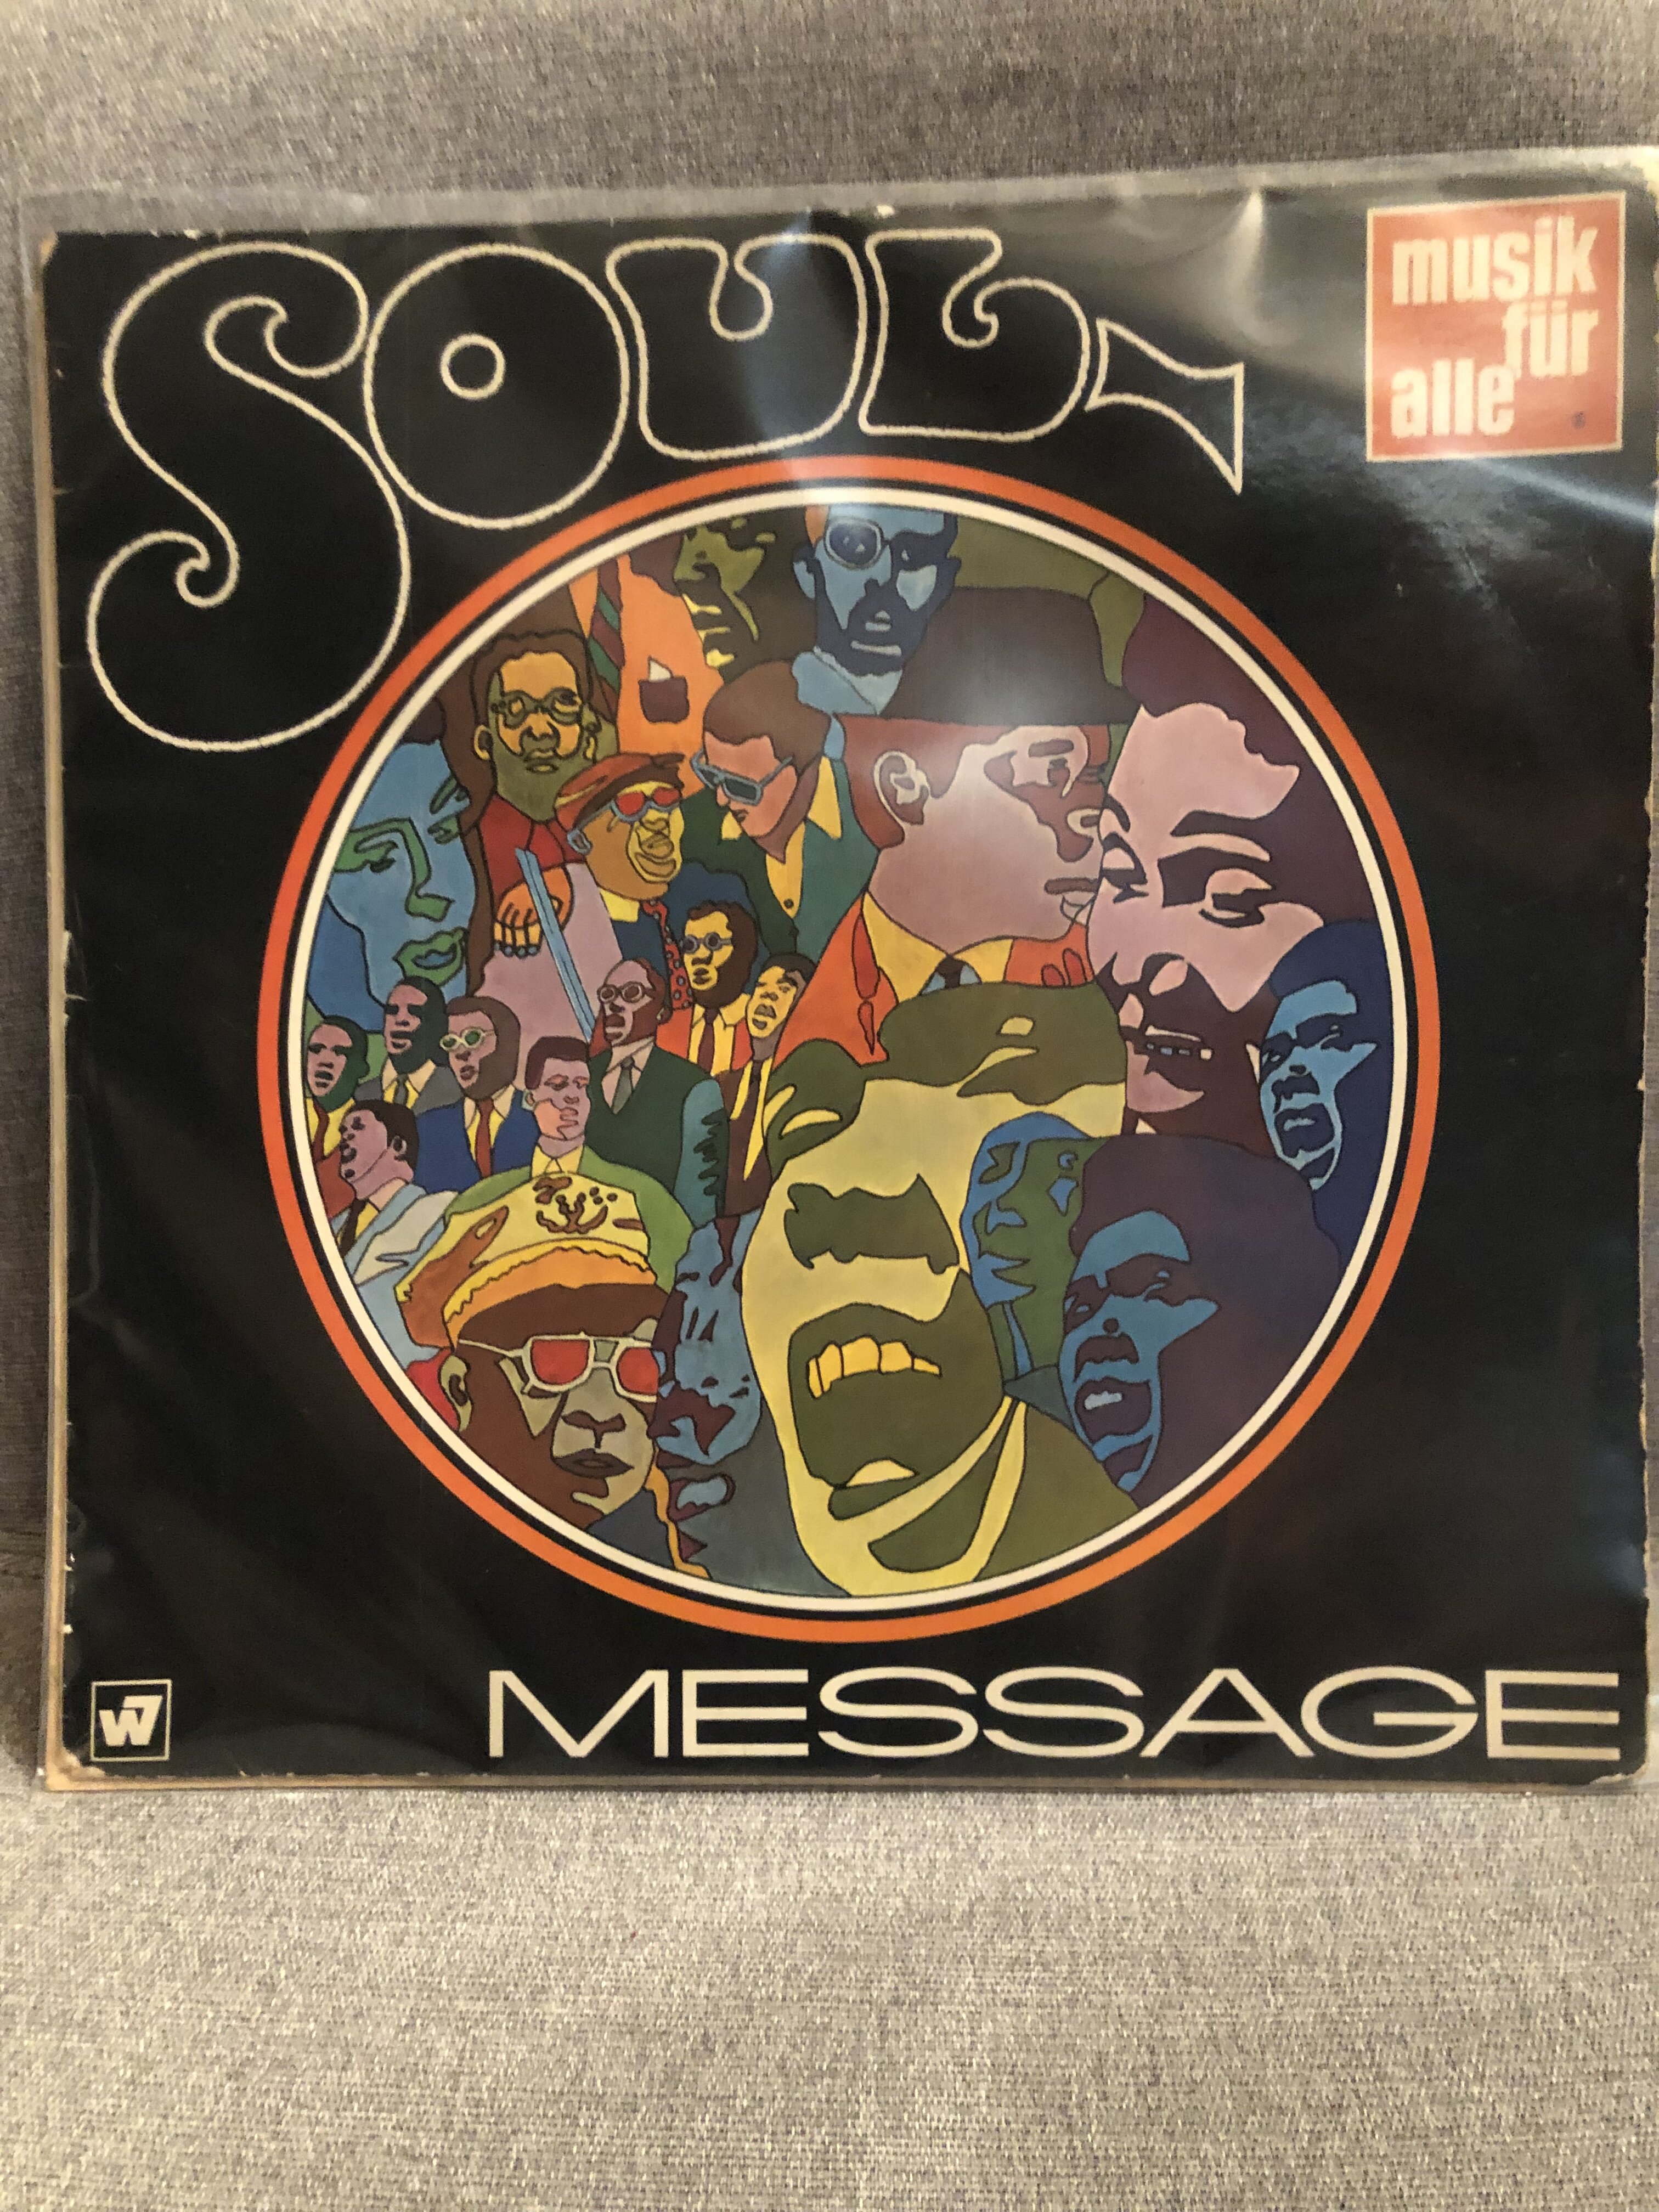 SOUL-
musik
für
alle
MESSAGE
W7